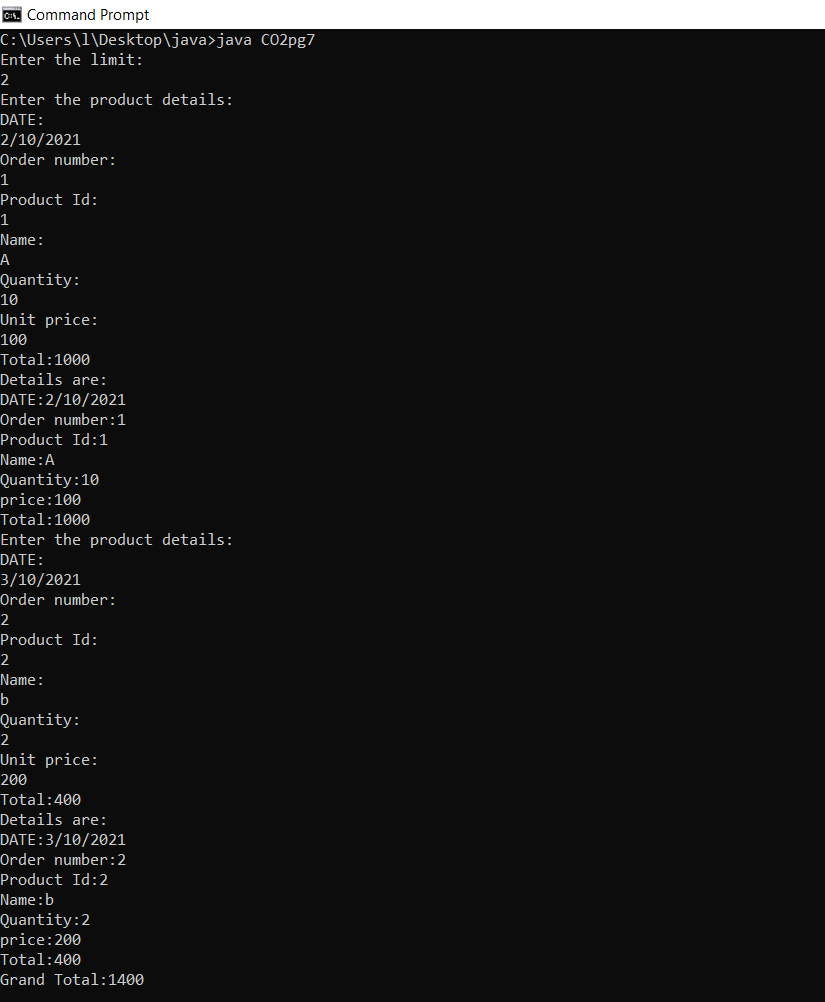 Command Prompt
C:\Users\l\Desktop\java>java CO2pg7
Enter the limit:
2
Enter the product details:
DATE:
2/10/2021
Order number:
1
Product Id:
1
Name:
A
Quantity:
10
Unit price:
100
Total:1000
Details are:
DATE:2/10/2021
Order number:1
Product Id:1
Name:A
Quantity:10
price:100
Total:1000
Enter the product details:
DATE:
3/10/2021
Order number:
2
Product Id:
2
Name:
b
Quantity:
2
Unit price:
200
Total:400
Details are:
DATE:3/10/2021
Order number:2
Product Id:2
Name:b
Quantity:2
price:200
Total:400
Grand Total:1400